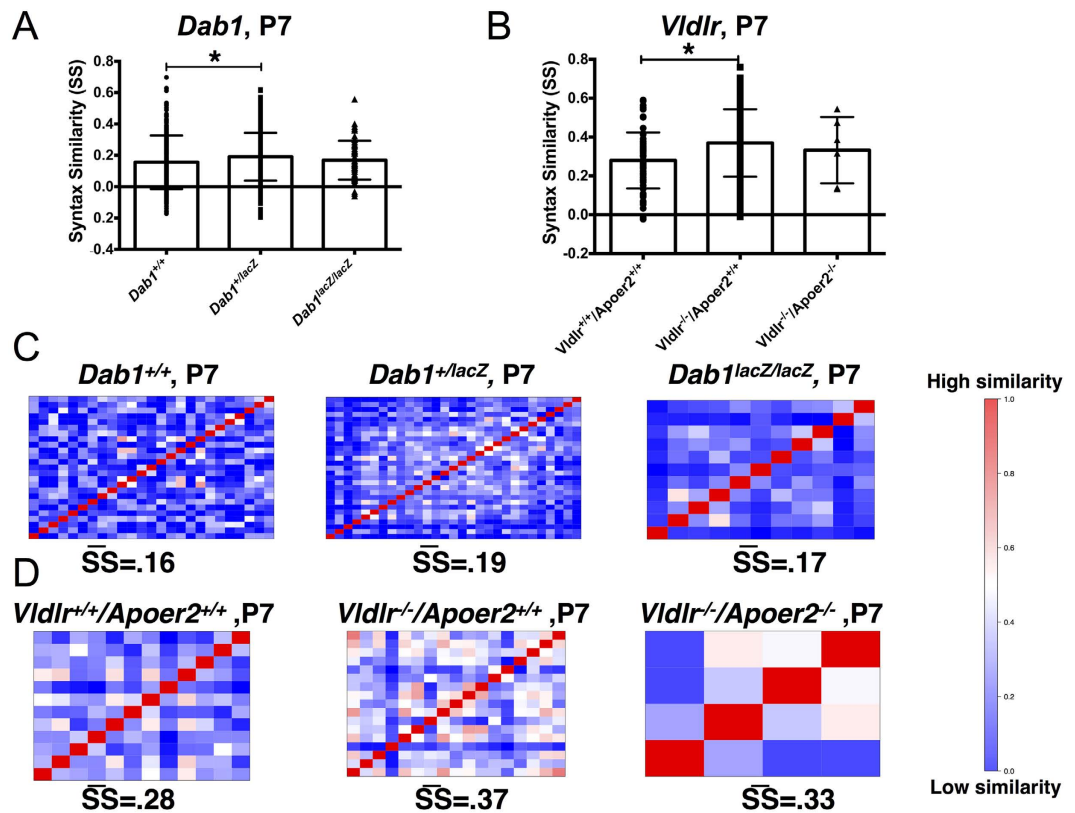 A
Dab1, P7
Syntax Similarity (SS)
0.8
0.6
0.4
0.2
0.0
0.2
-0.4
*
Dab1+/+
Dab1+/lacZ
Dab1lacZ/lacZ
B
Vldlr, P7
Syntax Similarity (SS)
0.8
0.6
0.4
0.2
0.0
-0.2
*
Vldlr+/+/Apoer2+/+
Vldlr-/-/Apoer2+/+
Vldlr-/-/Apoer2-/-
C
Dab1+/+, P7
SS=.16
Dab1+/lacZ, P7
SS=.19
Dab1lacZ/lacZ, P7
SS=.17
D
Vldlr+/+/Apoer2+/+ ,P7
SS=.28
Vldlr-/-/Apoer2+/+ ,P7
SS=.37
Vldlr-/-/Apoer2-/- ,P7
SS=.33
High similarity
1.0
0.8
0.6
0.4
0.2
0.0
Low similarity